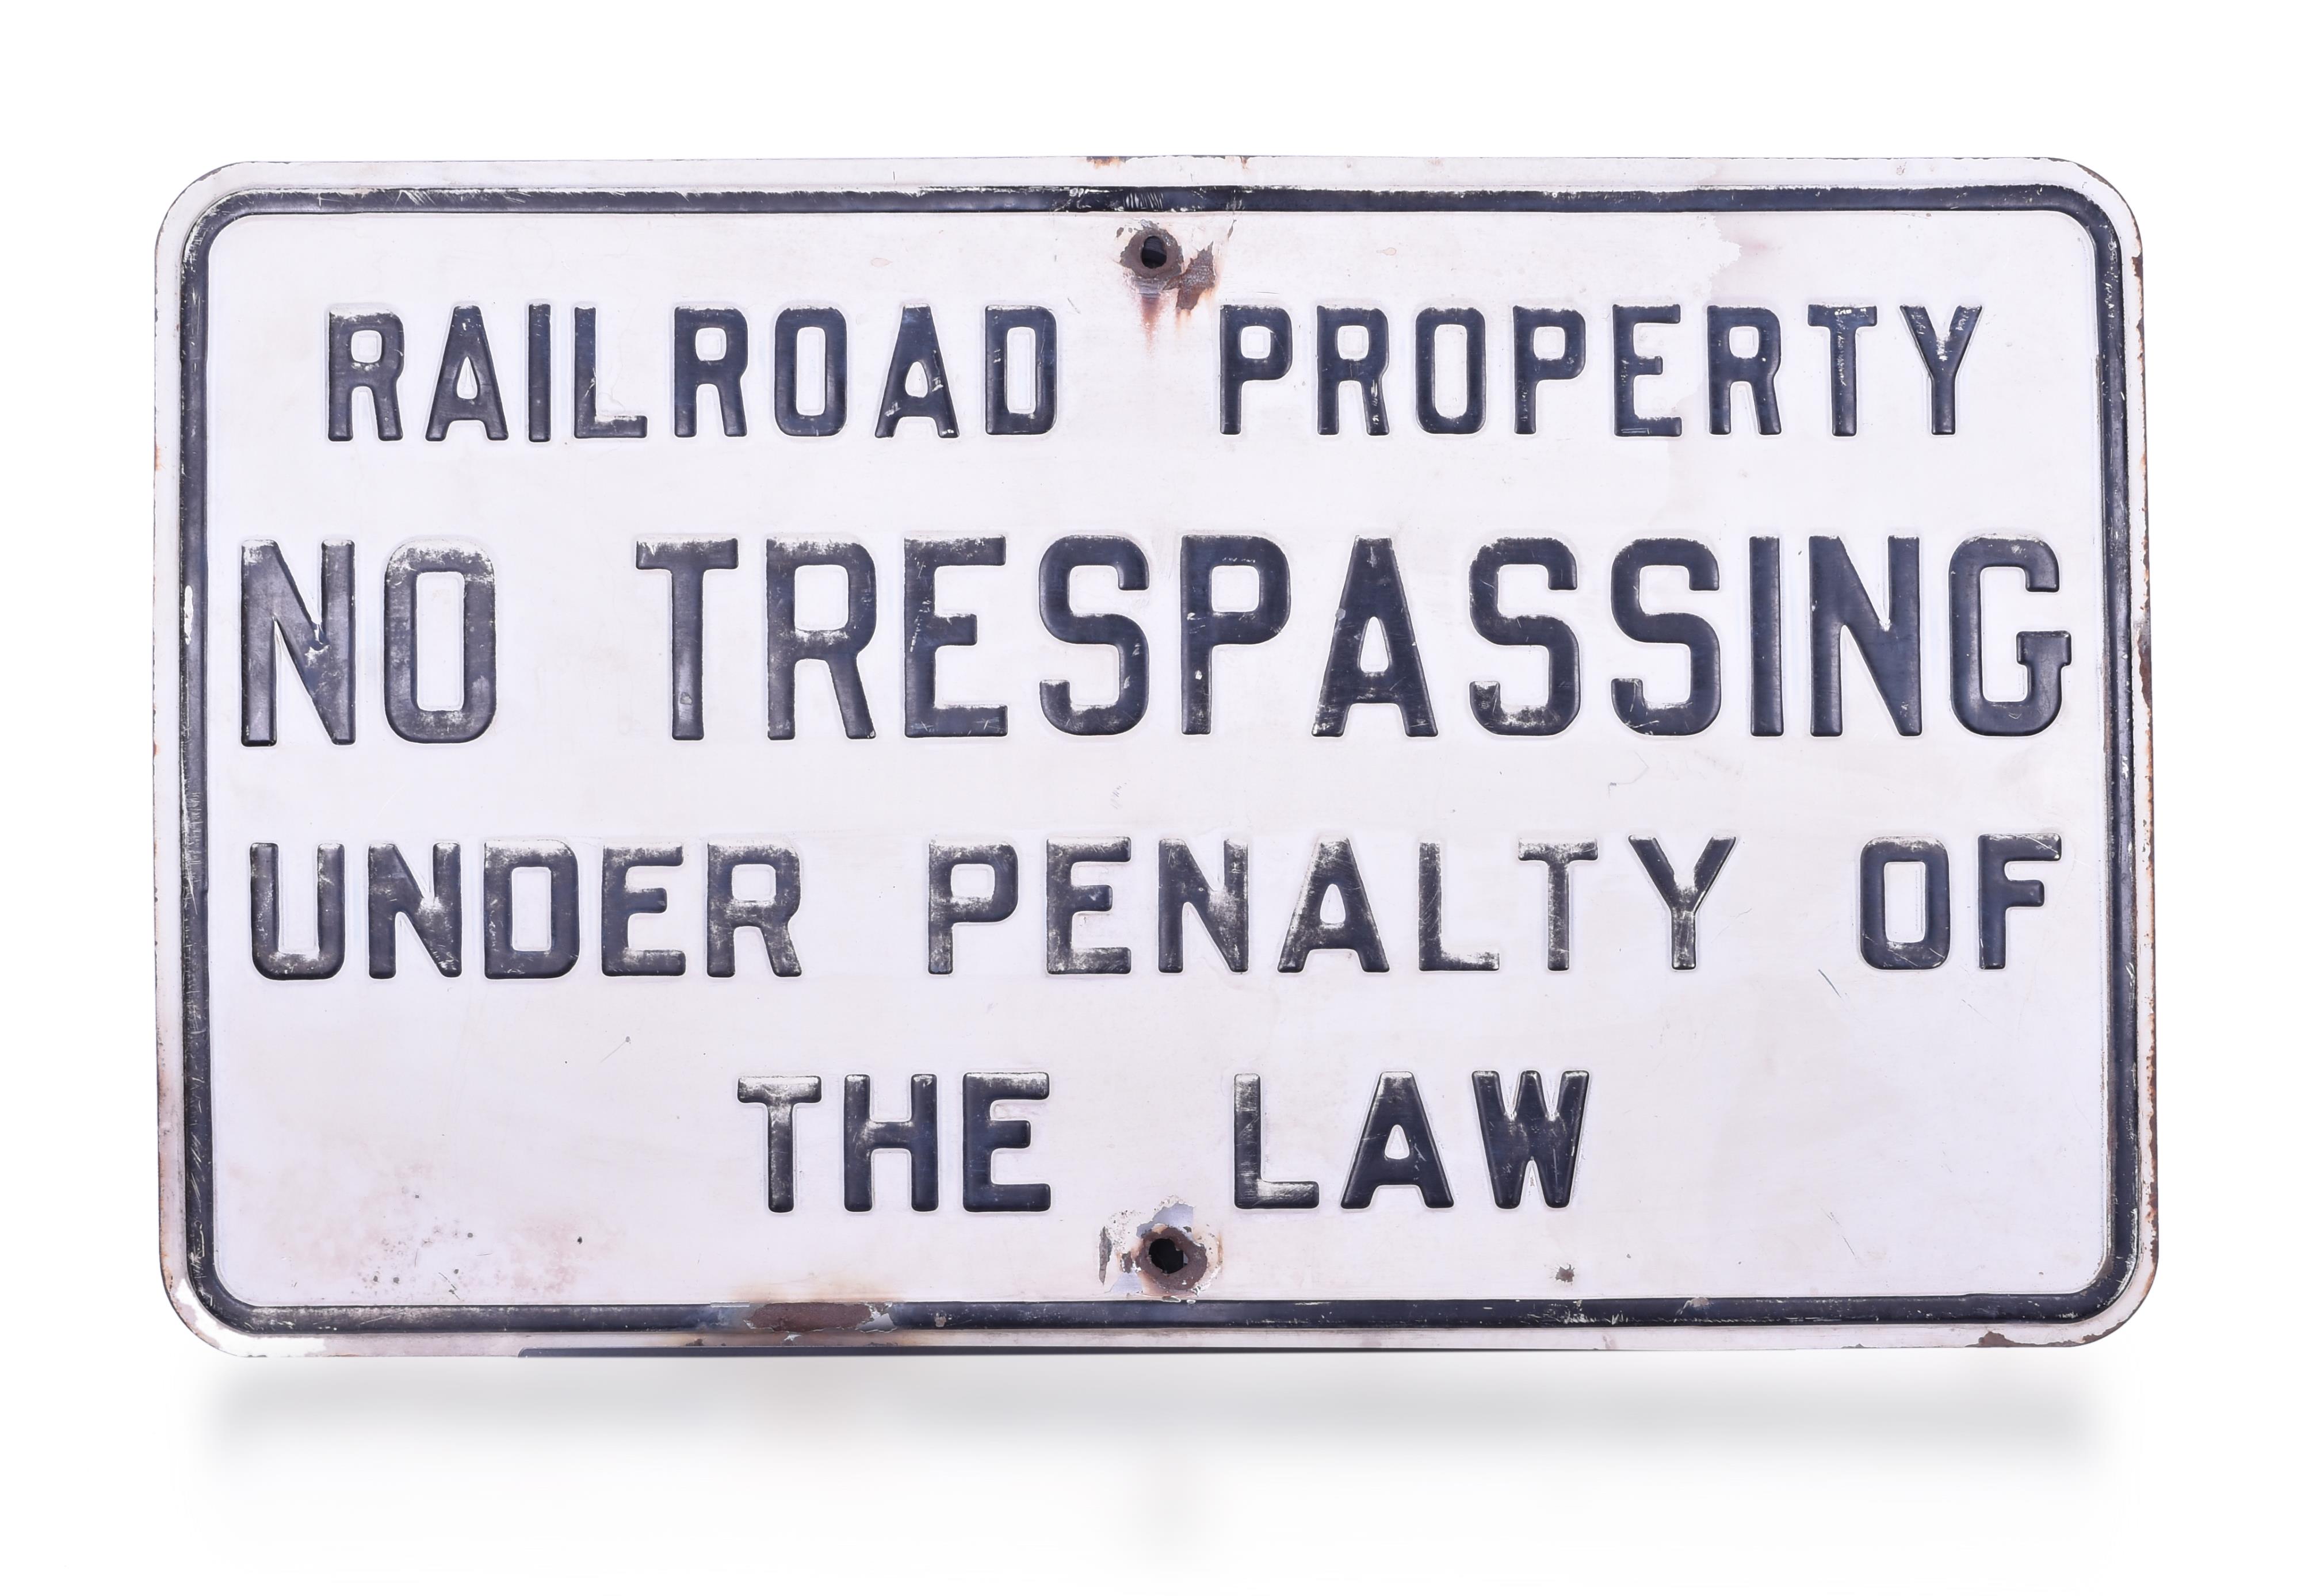 RAILROAD PROPERTY
NO TRESPASSING
UNDER PENALTY OF
THE LAW